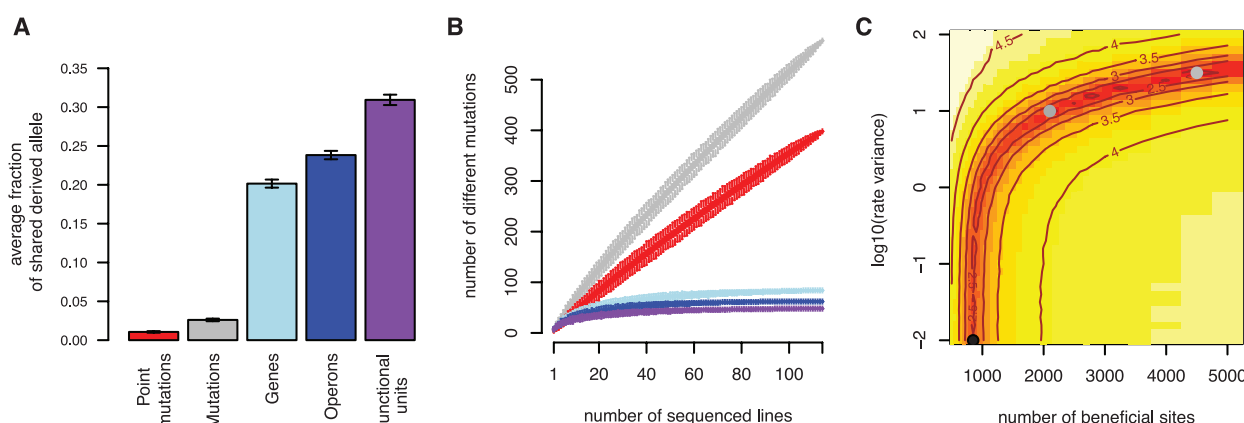 A
average fraction
of shared derived allele
0.35
0.30
0.25
0.20
0.15
0.10
0.05
0.00
Point
mutations
Mutations
Genes
Operons
unctional
units
B
number of different mutations
500
400
300
200
100
0
1
20
40
60
80
100
number of sequenced lines
C
log10(rate variance)
2
1
0
−1
−2
4.5
4
3.5
3
2.5
3
3.5
4
2.5
2.5
1000
2000
3000
4000
5000
number of beneficial sites